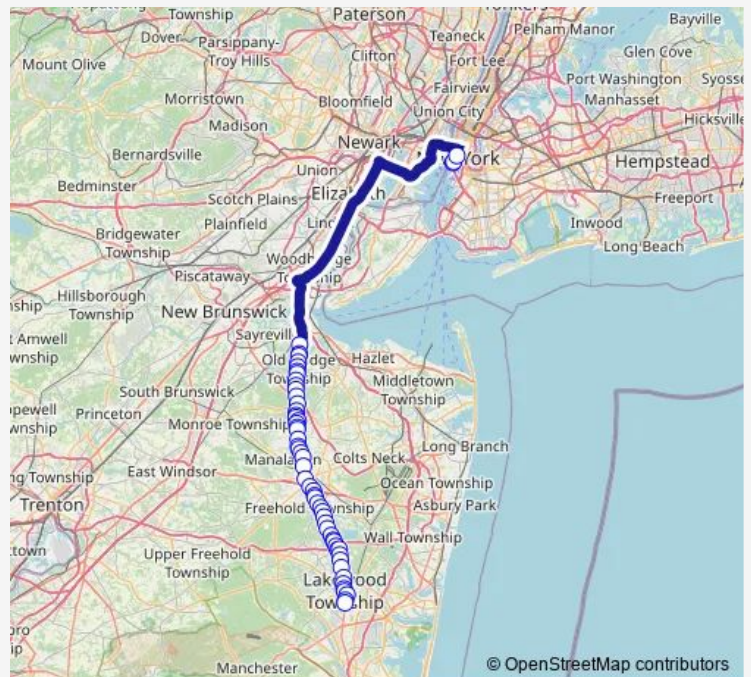 Township
Paterson
Dover
Parsippany-
Troy Hills
Teaneck
Pelham Manor
Bayville
Mount Olive
Clifton
Fort Lee
Glen Cove
Fairview
Port Washington
Syosse
Morristown
Bloomfield
Union City
Manhasset
Madison
Hicksville
Newark
Bernardsville
Union
York
Hempstead
Bedminster
Scotch Plains
Elizabeth
Freeport
Plainfield
Inwood
Bridgewater
Township
Long Beach
Woodbridge
Township
Piscataway
Hillsborough
Township
New Brunswick
Sayrevill
Old Bridge
Township
Hazlet
Middletown
Township
South Brunswick
Princeton
Monroe Township
Long Branch
Manalapan
Colts Neck
East Windsor
Ocean Township
Trenton
Freehold Township
Asbury Park
Wall Township
Upper Freehold
Township
Lakewood
Township
Manchester
© OpenStreetMap contributors